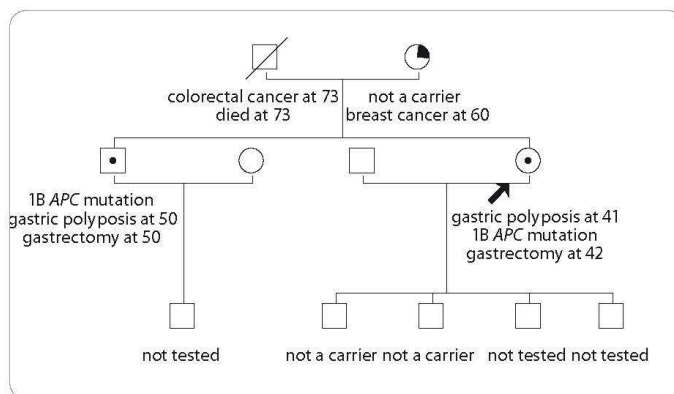 colorectal cancer at 73
died at 73
not a carrier
breast cancer at 60
1B APC mutation
gastric polyposis at 50
gastrectomy at 50
gastric polyposis at 41
1B APC mutation
gastrectomy at 42
not tested
not a carrier
not a carrier
not tested
not tested